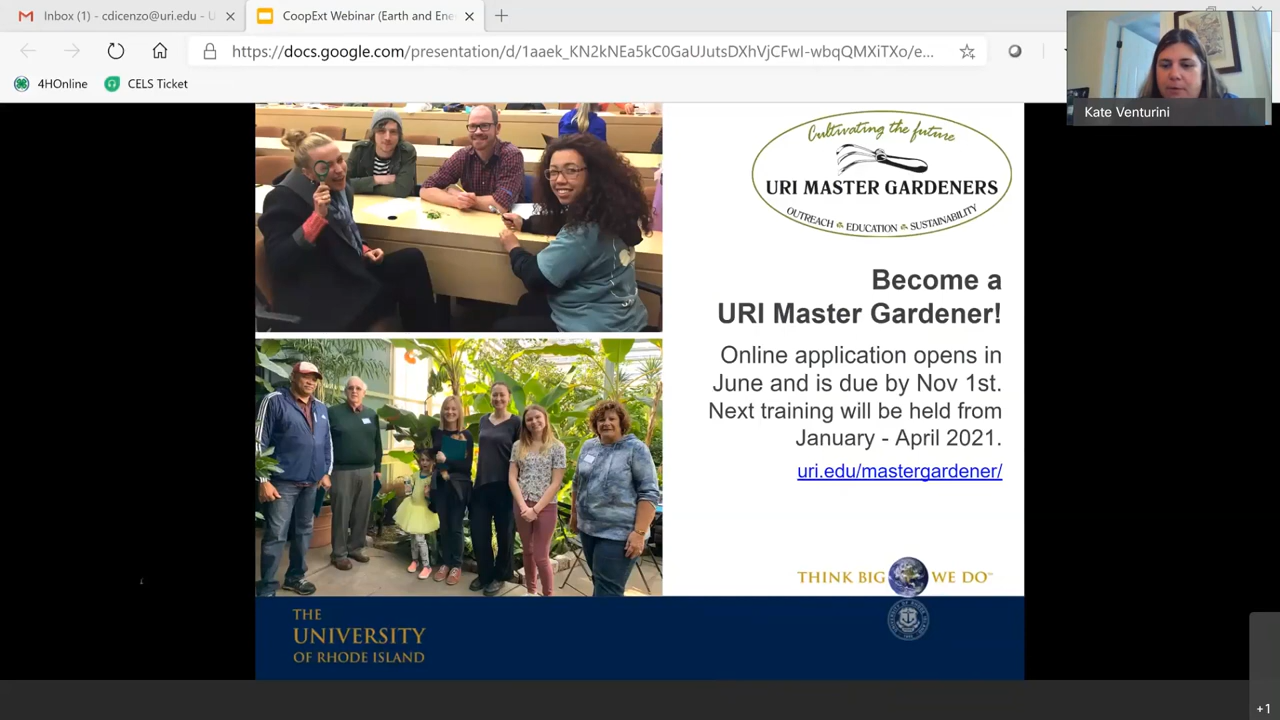 Inbox (1) - cdicenzo@uri.edu - U
CoopExt Webinar (Earth and Ene
https://docs.google.com/presentation/d/1aaek_KN2kNEa5kC0GaUJutsDXhVjCFwI-wbqQMXiTXo/e...
4HOnline
CELS Ticket
Kate Venturini
Cultivating the future
URI MASTER GARDENERS
OUTREACH EDUCATION SUSTAINABILITY
Become a
URI Master Gardener!
Online application opens in
June and is due by Nov 1st.
Next training will be held from
January - April 2021.
uri.edu/mastergardener/
THINK BIG WE DO™
THE
UNIVERSITY
OF RHODE ISLAND
+1